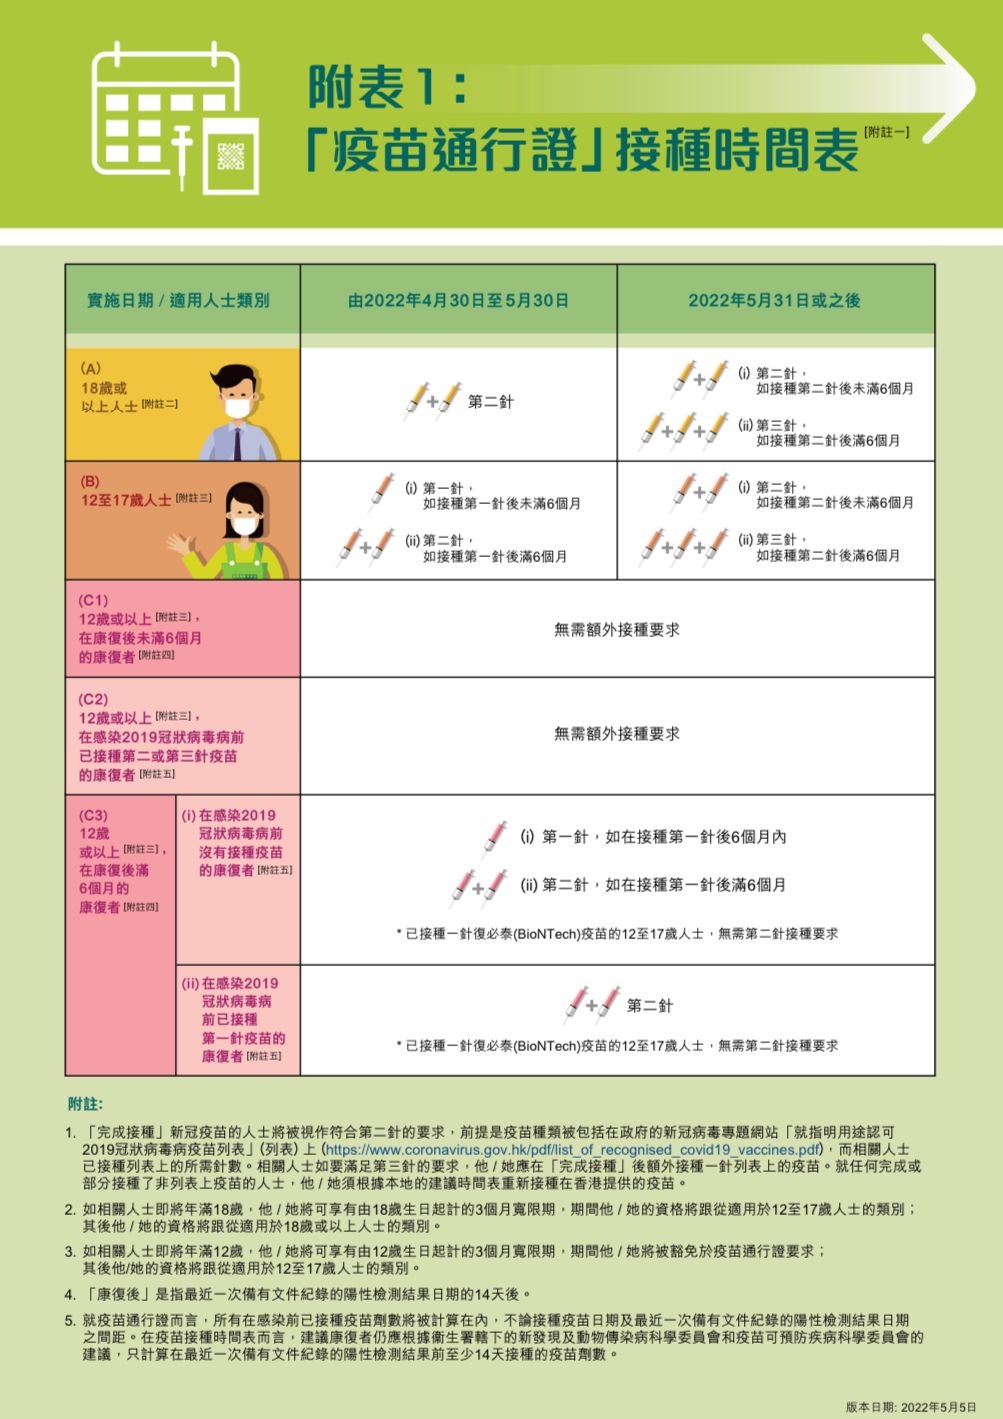 附表1：
「疫苗通行證」接種時間表 [附註一]
實施日期 / 適用人士類別
由2022年4月30日至5月30日
2022年5月31日或之後
(A)
18歲或
以上人士 [附註二]
+ 第二針
+ (i) 第二針，
如接種第二針後未滿6個月
+ + (ii) 第三針，
如接種第二針後滿6個月
(B)
12至17歲人士 [附註三]
(i) 第一針，
如接種第一針後未滿6個月
+ (ii) 第二針，
如接種第一針後滿6個月
+ (i) 第二針，
如接種第二針後未滿6個月
+ + (ii) 第三針，
如接種第二針後滿6個月
(C1)
12歲或以上 [附註三]，
在康復後未滿6個月
的康復者 [附註四]
無需額外接種要求
(C2)
12歲或以上 [附註三]，
在感染2019冠狀病毒病前
已接種第二或第三針疫苗
的康復者 [附註五]
無需額外接種要求
(C3)
12歲
或以上 [附註三]，
在康復後滿
6個月的
康復者 [附註四]
(i) 在感染2019
冠狀病毒病前
沒有接種疫苗
的康復者 [附註五]
(i) 第一針，如在接種第一針後6個月內
+ (ii) 第二針，如在接種第一針後滿6個月
* 已接種一針復必泰(BioNTech)疫苗的12至17歲人士，無需第二針接種要求
(ii) 在感染2019
冠狀病毒病
前已接種
第一針疫苗的
康復者 [附註五]
+ 第二針
* 已接種一針復必泰(BioNTech)疫苗的12至17歲人士，無需第二針接種要求
附註:
1. 「完成接種」新冠疫苗的人士將被視作符合第二針的要求，前提是疫苗種類被包括在政府的新冠病毒專題網站「就指明用途認可
2019冠狀病毒病疫苗列表」(列表) 上 (https://www.coronavirus.gov.hk/pdf/list_of_recognised_covid19_vaccines.pdf)，而相關人士
已接種列表上的所需針數。相關人士如要滿足第三針的要求，他 / 她應在「完成接種」後額外接種一針列表上的疫苗。就任何完成或
部分接種了非列表上疫苗的人士，他 / 她須根據本地的建議時間表重新接種在香港提供的疫苗。
2. 如相關人士即將年滿18歲，他 / 她將可享有由18歲生日起計的3個月寬限期，期間他 / 她的資格將跟從適用於12至17歲人士的類別；
其後他 / 她的資格將跟從適用於18歲或以上人士的類別。
3. 如相關人士即將年滿12歲，他 / 她將可享有由12歲生日起計的3個月寬限期，期間他 / 她將被豁免於疫苗通行證要求；
其後他/她的資格將跟從適用於12至17歲人士的類別。
4. 「康復後」是指最近一次備有文件紀錄的陽性檢測結果日期的14天後。
5. 就疫苗通行證而言，所有在感染前已接種疫苗劑數將被計算在內，不論接種疫苗日期及最近一次備有文件紀錄的陽性檢測結果日期
之間距。在疫苗接種時間表而言，建議康復者仍應根據衞生署轄下的新發現及動物傳染病科學委員會和疫苗可預防疾病科學委員會的
建議，只計算在最近一次備有文件紀錄的陽性檢測結果前至少14天接種的疫苗劑數。
版本日期: 2022年5月5日